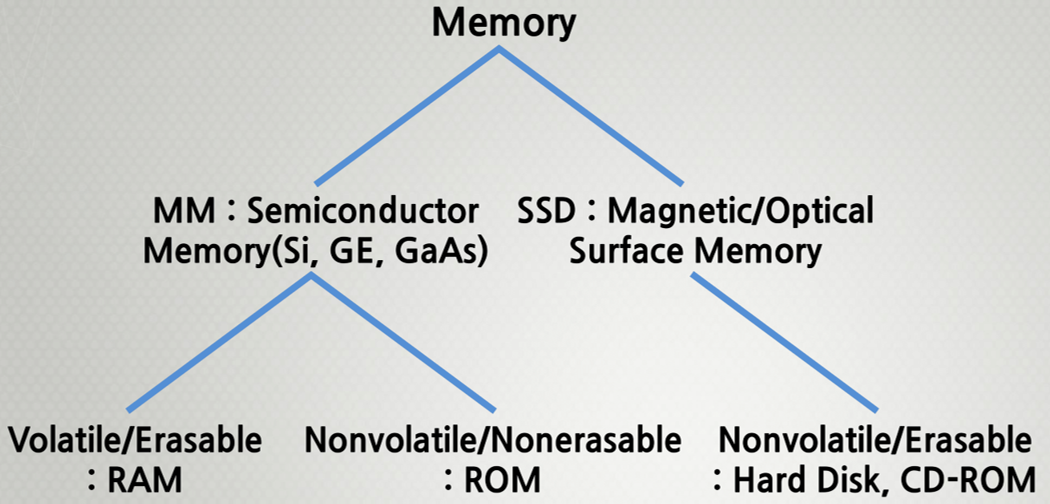 Memory
MM : Semiconductor
Memory(Si, GE, GaAs)
SSD : Magnetic/Optical
Surface Memory
Volatile/Erasable
: RAM
Nonvolatile/Nonerasable
: ROM
Nonvolatile/Erasable
: Hard Disk, CD-ROM